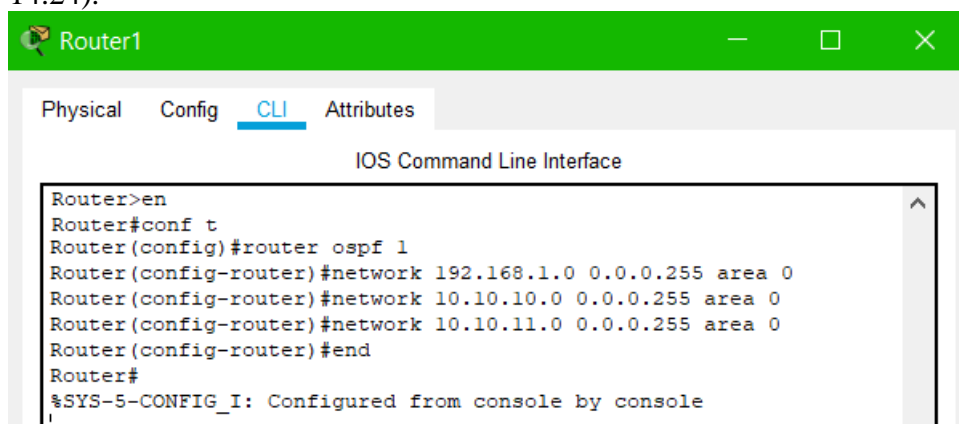 14.24).
Router1
Physical Config CLI Attributes
IOS Command Line Interface
Router>en
Router#conf t
Router(config)#router ospf 1
Router(config-router)#network 192.168.1.0 0.0.0.255 area 0
Router(config-router)#network 10.10.10.0 0.0.0.255 area 0
Router(config-router)#network 10.10.11.0 0.0.0.255 area 0
Router(config-router)#end
Router#
%SYS-5-CONFIG_I: Configured from console by console